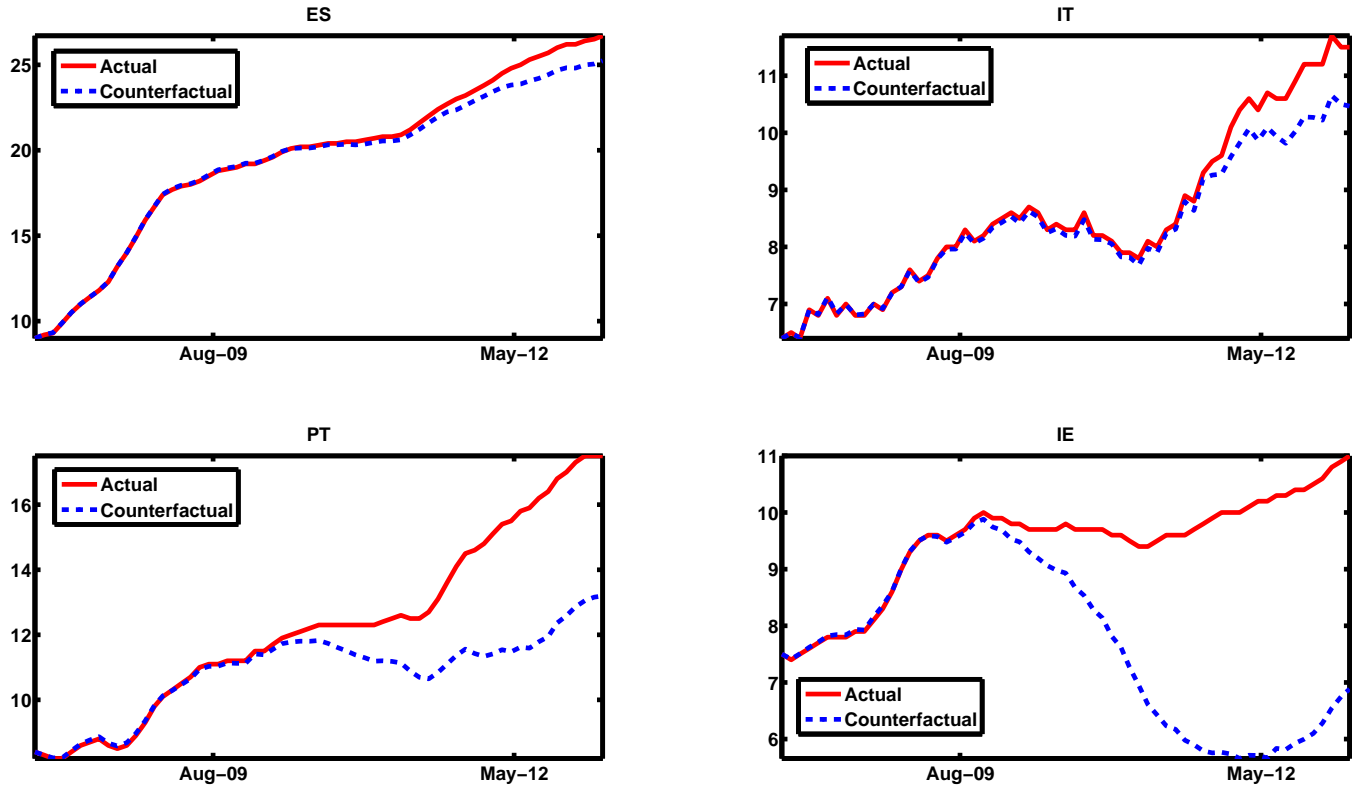 ES
25
20
15
10
Actual
Counterfactual
Aug–09
May–12
IT
11
10
9
8
7
Actual
Counterfactual
Aug–09
May–12
PT
16
14
12
10
Actual
Counterfactual
Aug–09
May–12
IE
11
10
9
8
7
6
Actual
Counterfactual
Aug–09
May–12